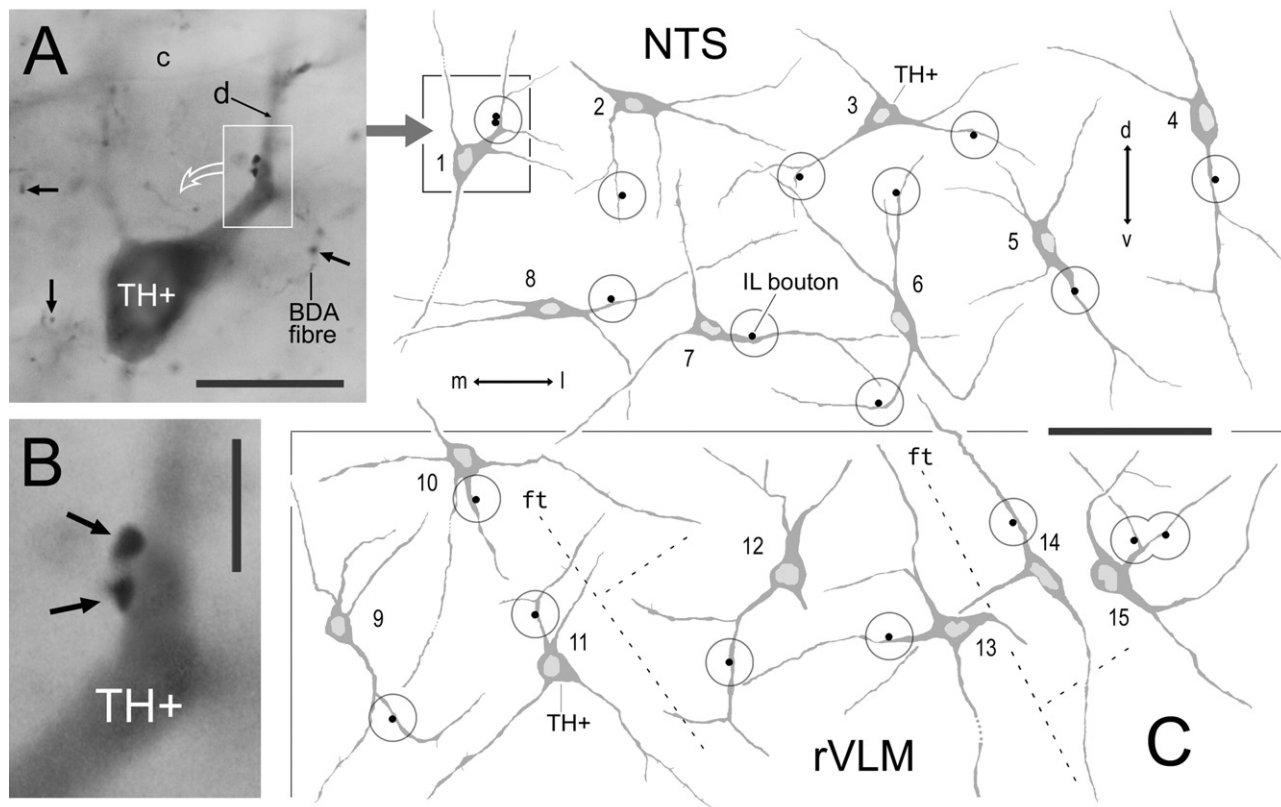 A
c
d
TH+
BDA
fibre
B
TH+
NTS
1
2
3
TH+
4
d
v
5
6
IL bouton
7
8
m l
9
10
ft
11
TH+
12
13
ft
14
15
rVLM
C